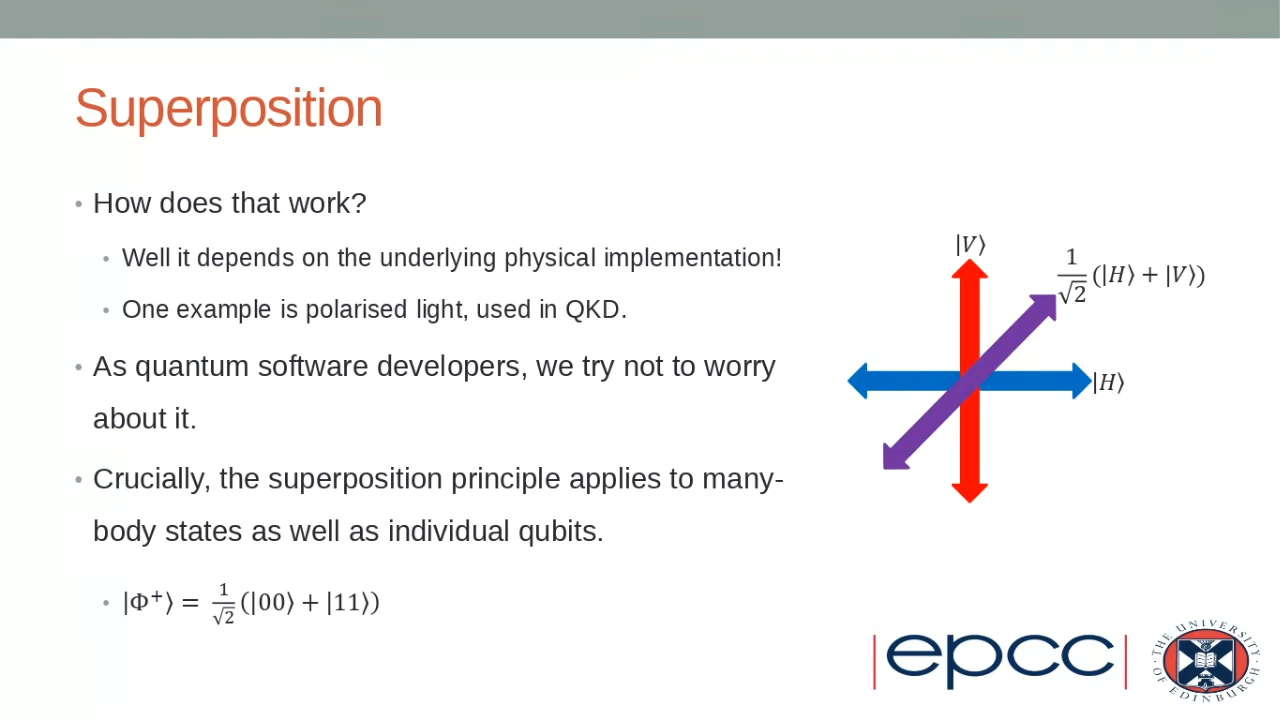 Superposition
• How does that work?
• Well it depends on the underlying physical implementation!
• One example is polarised light, used in QKD.
• As quantum software developers, we try not to worry
about it.
• Crucially, the superposition principle applies to many-
body states as well as individual qubits.
• |Φ⁺⟩ = 1/√2 (|00⟩ + |11⟩)
|V⟩
1/√2 (|H⟩ + |V⟩)
|H⟩
epcc
THE UNIVERSITY
OF EDINBURGH